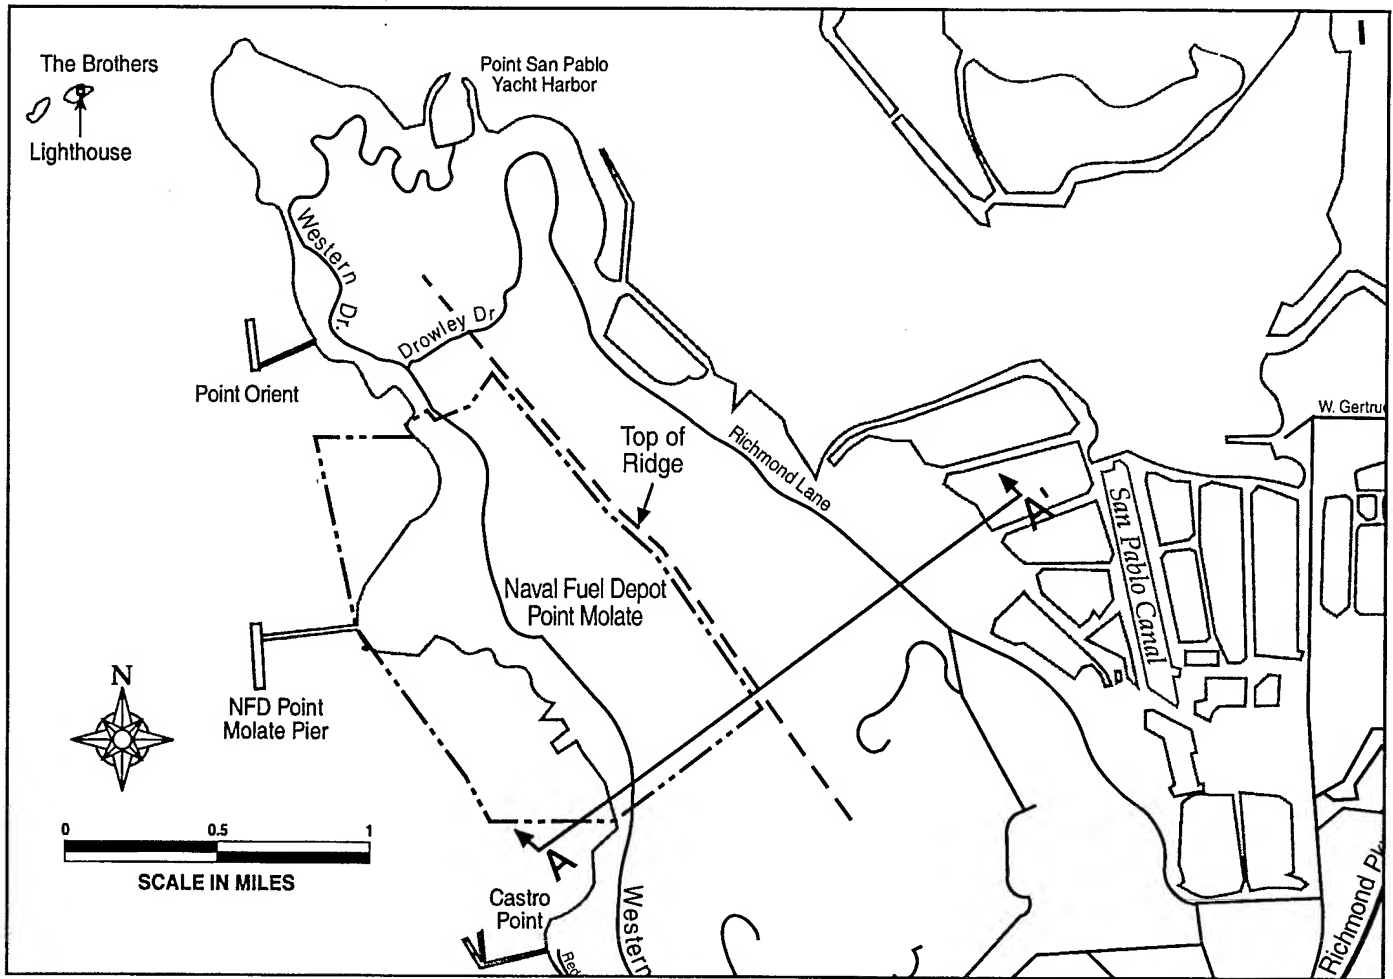 The Brothers
Lighthouse
Point San Pablo
Yacht Harbor
Western Dr.
Drowley Dr
Point Orient
W. Gertru
Top of
Ridge
Richmond Lane
A'
San Pablo Canal
Naval Fuel Depot
Point Molate
NFD Point
Molate Pier
N
0 0.5 1
SCALE IN MILES
A
Castro
Point
Western
Red
Richmond Pk